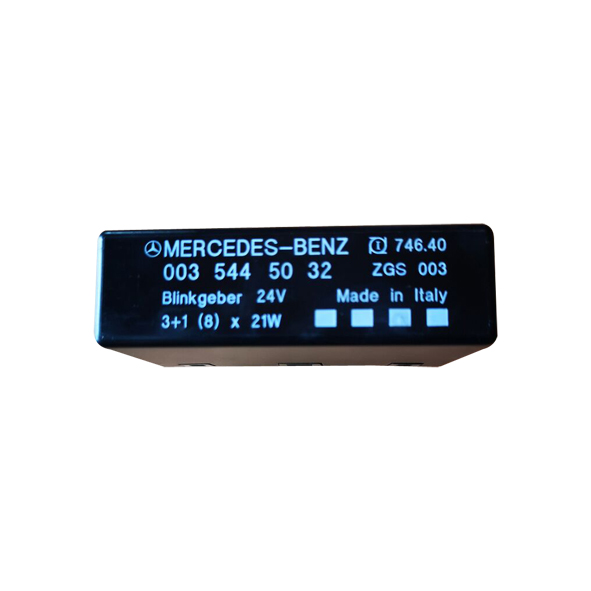 MERCEDES-BENZ 746.40
003 544 50 32 ZGS 003
Blinkgeber 24V Made in Italy
3+1 (8) x 21W